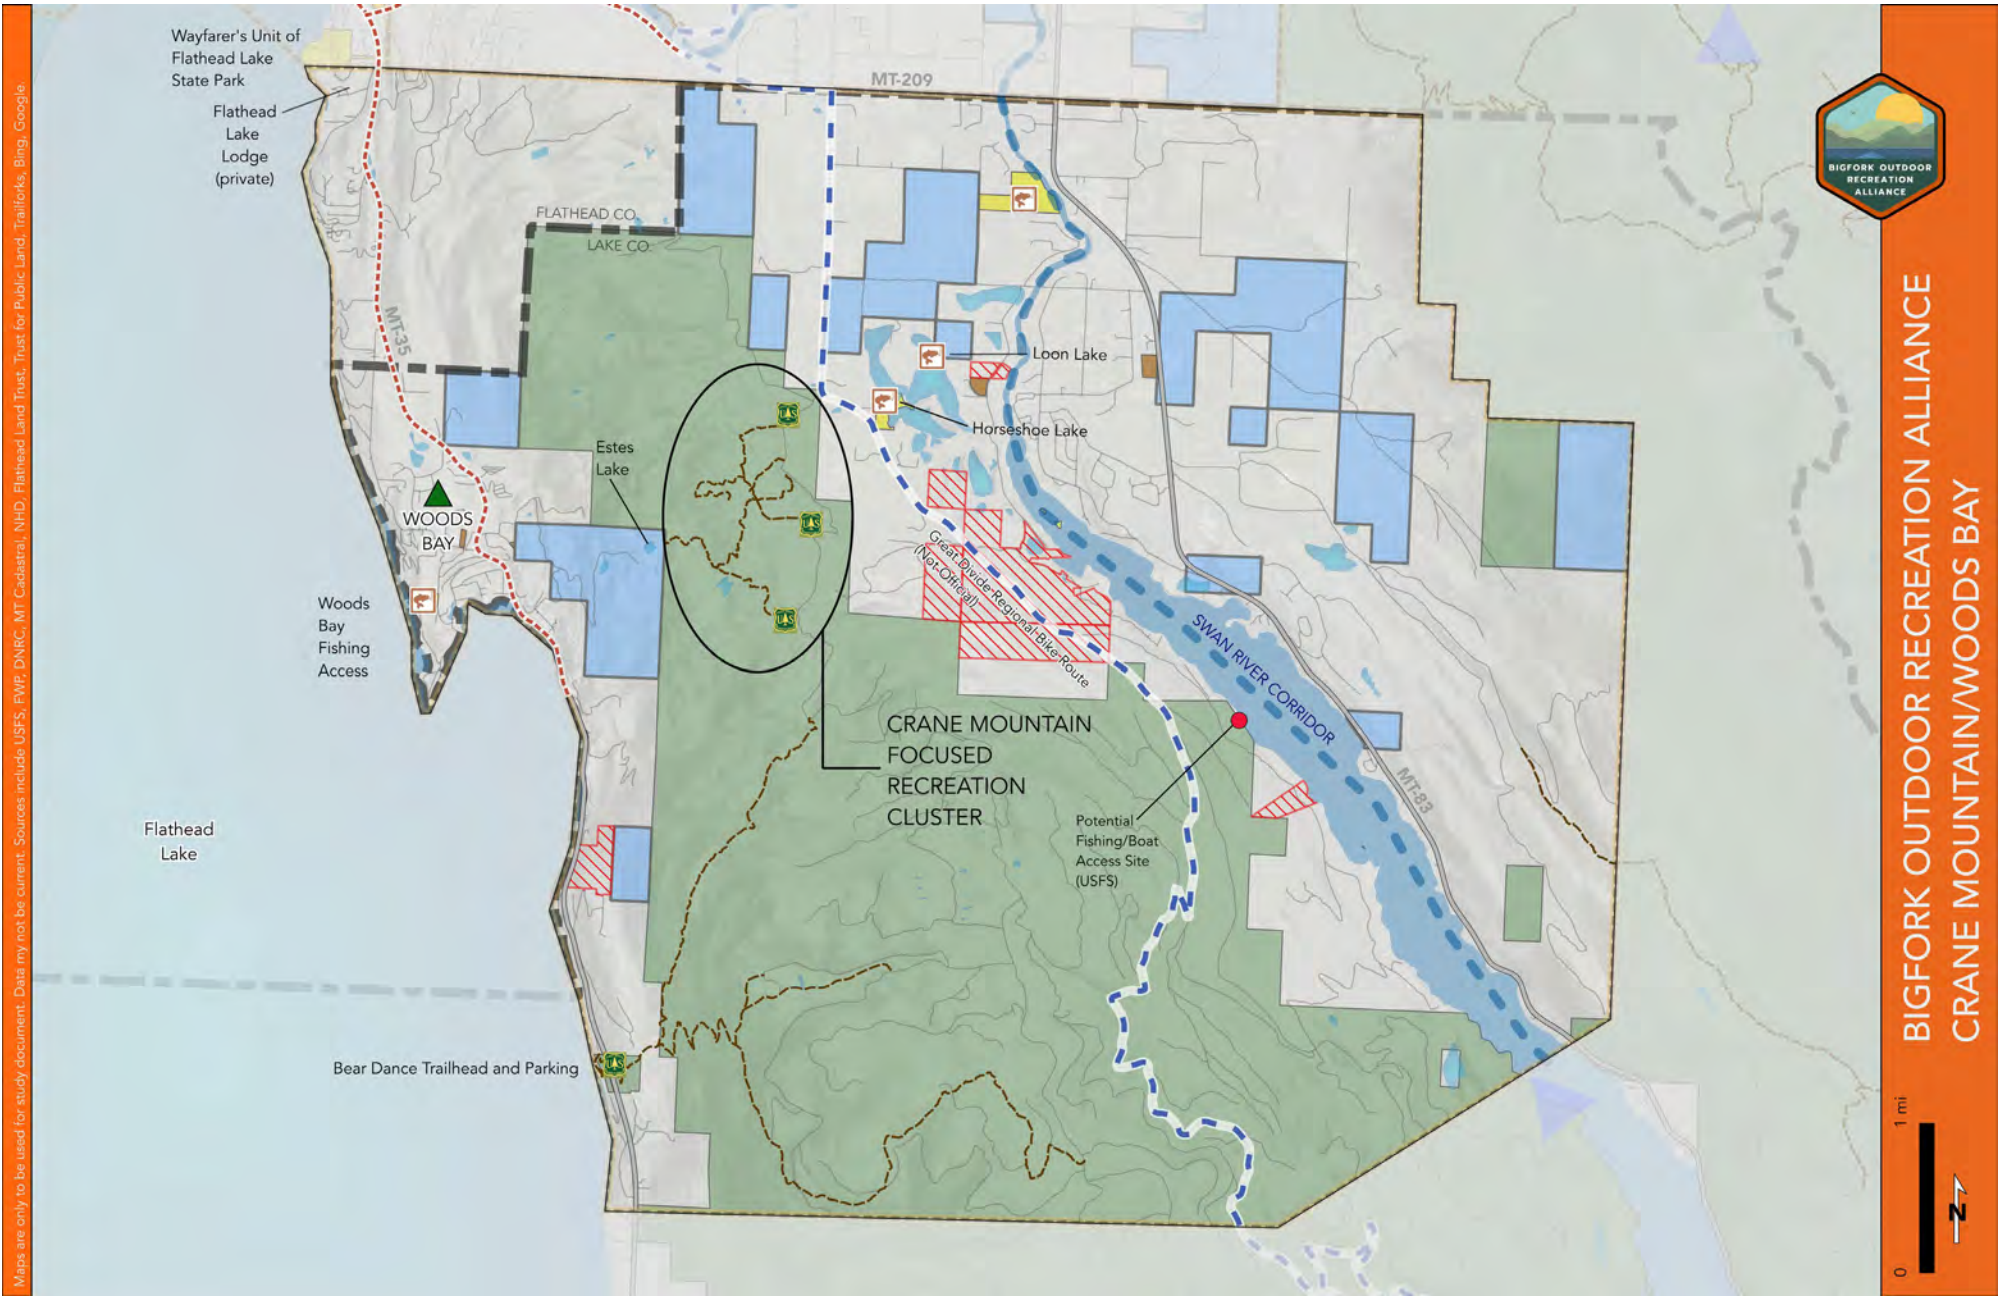 Wayfarer's Unit of
Flathead Lake
State Park
Flathead
Lake
Lodge
(private)
MT-209
FLATHEAD CO.
LAKE CO.
MT-35
Loon Lake
Horseshoe Lake
Estes
Lake
WOODS
BAY
Woods
Bay
Fishing
Access
Great Divide Regional Bike Route
(Not Official)
SWAN RIVER CORRIDOR
CRANE MOUNTAIN
FOCUSED
RECREATION
CLUSTER
Potential
Fishing/Boat
Access Site
(USFS)
MT-83
Flathead
Lake
Bear Dance Trailhead and Parking
U S
U S
U S
U S
BIGFORK OUTDOOR
RECREATION
ALLIANCE
BIGFORK OUTDOOR RECREATION ALLIANCE
CRANE MOUNTAIN/WOODS BAY
0 1 mi
N
Maps are only to be used for study document. Data may not be current. Sources include USFS, FWP, DNRC, MT Cadastral, NHD, Flathead Land Trust, Trust for Public Land, Trailforks, Bing, Google.